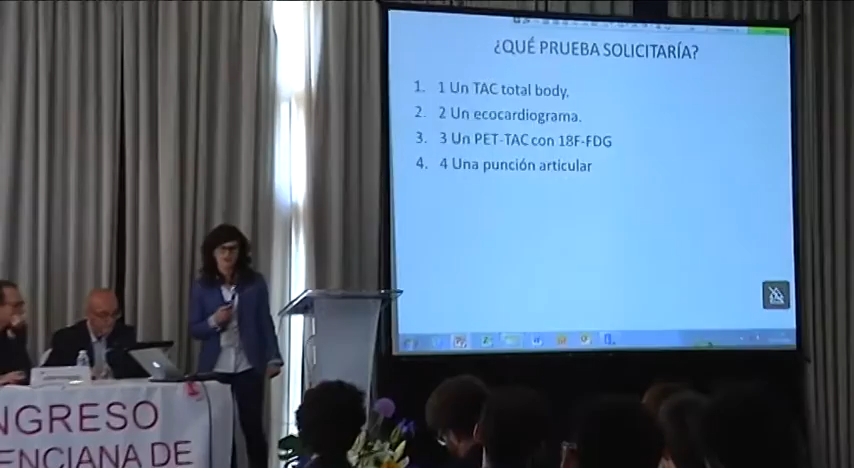 ¿QUÉ PRUEBA SOLICITARÍA?
1. 1 Un TAC total body.
2. 2 Un ecocardiograma.
3. 3 Un PET-TAC con 18F-FDG
4. 4 Una punción articular
NGRESO
ENCIANA DE